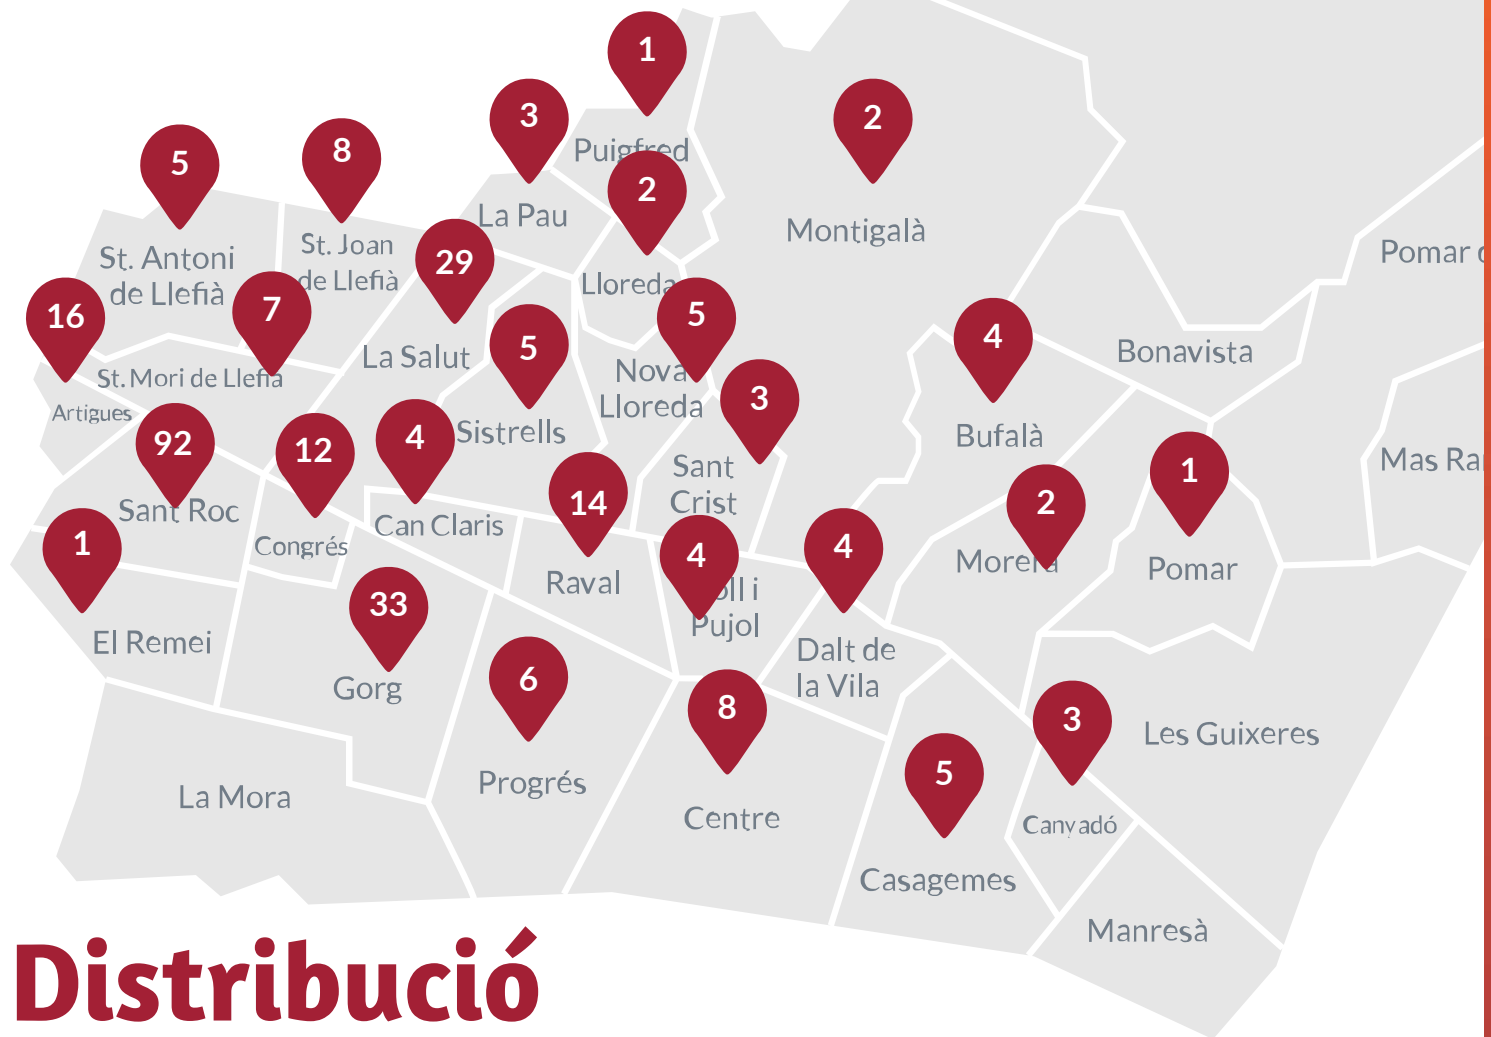 1
3
2
5
8
Puigfred
2
La Pau
Montigalà
St. Antoni
de Llefià
St. Joan
de Llefià
29
Lloreda
Pomar
16
7
5
4
La Salut
5
Nova
Lloreda
Bonavista
St. Mori de Llefià
Artigues
3
92
12
4
Sistrells
Bufalà
Sant
Crist
Mas
1
Sant Roc
14
2
Can Claris
Congrés
1
4
4
Morera
Pomar
Raval
Pujol
33
El Remei
Dalt de
la Vila
Gorg
6
8
3
Les Guixeres
Progrés
5
La Mora
Centre
Canyadó
Casagemes
Manresà
Distribució